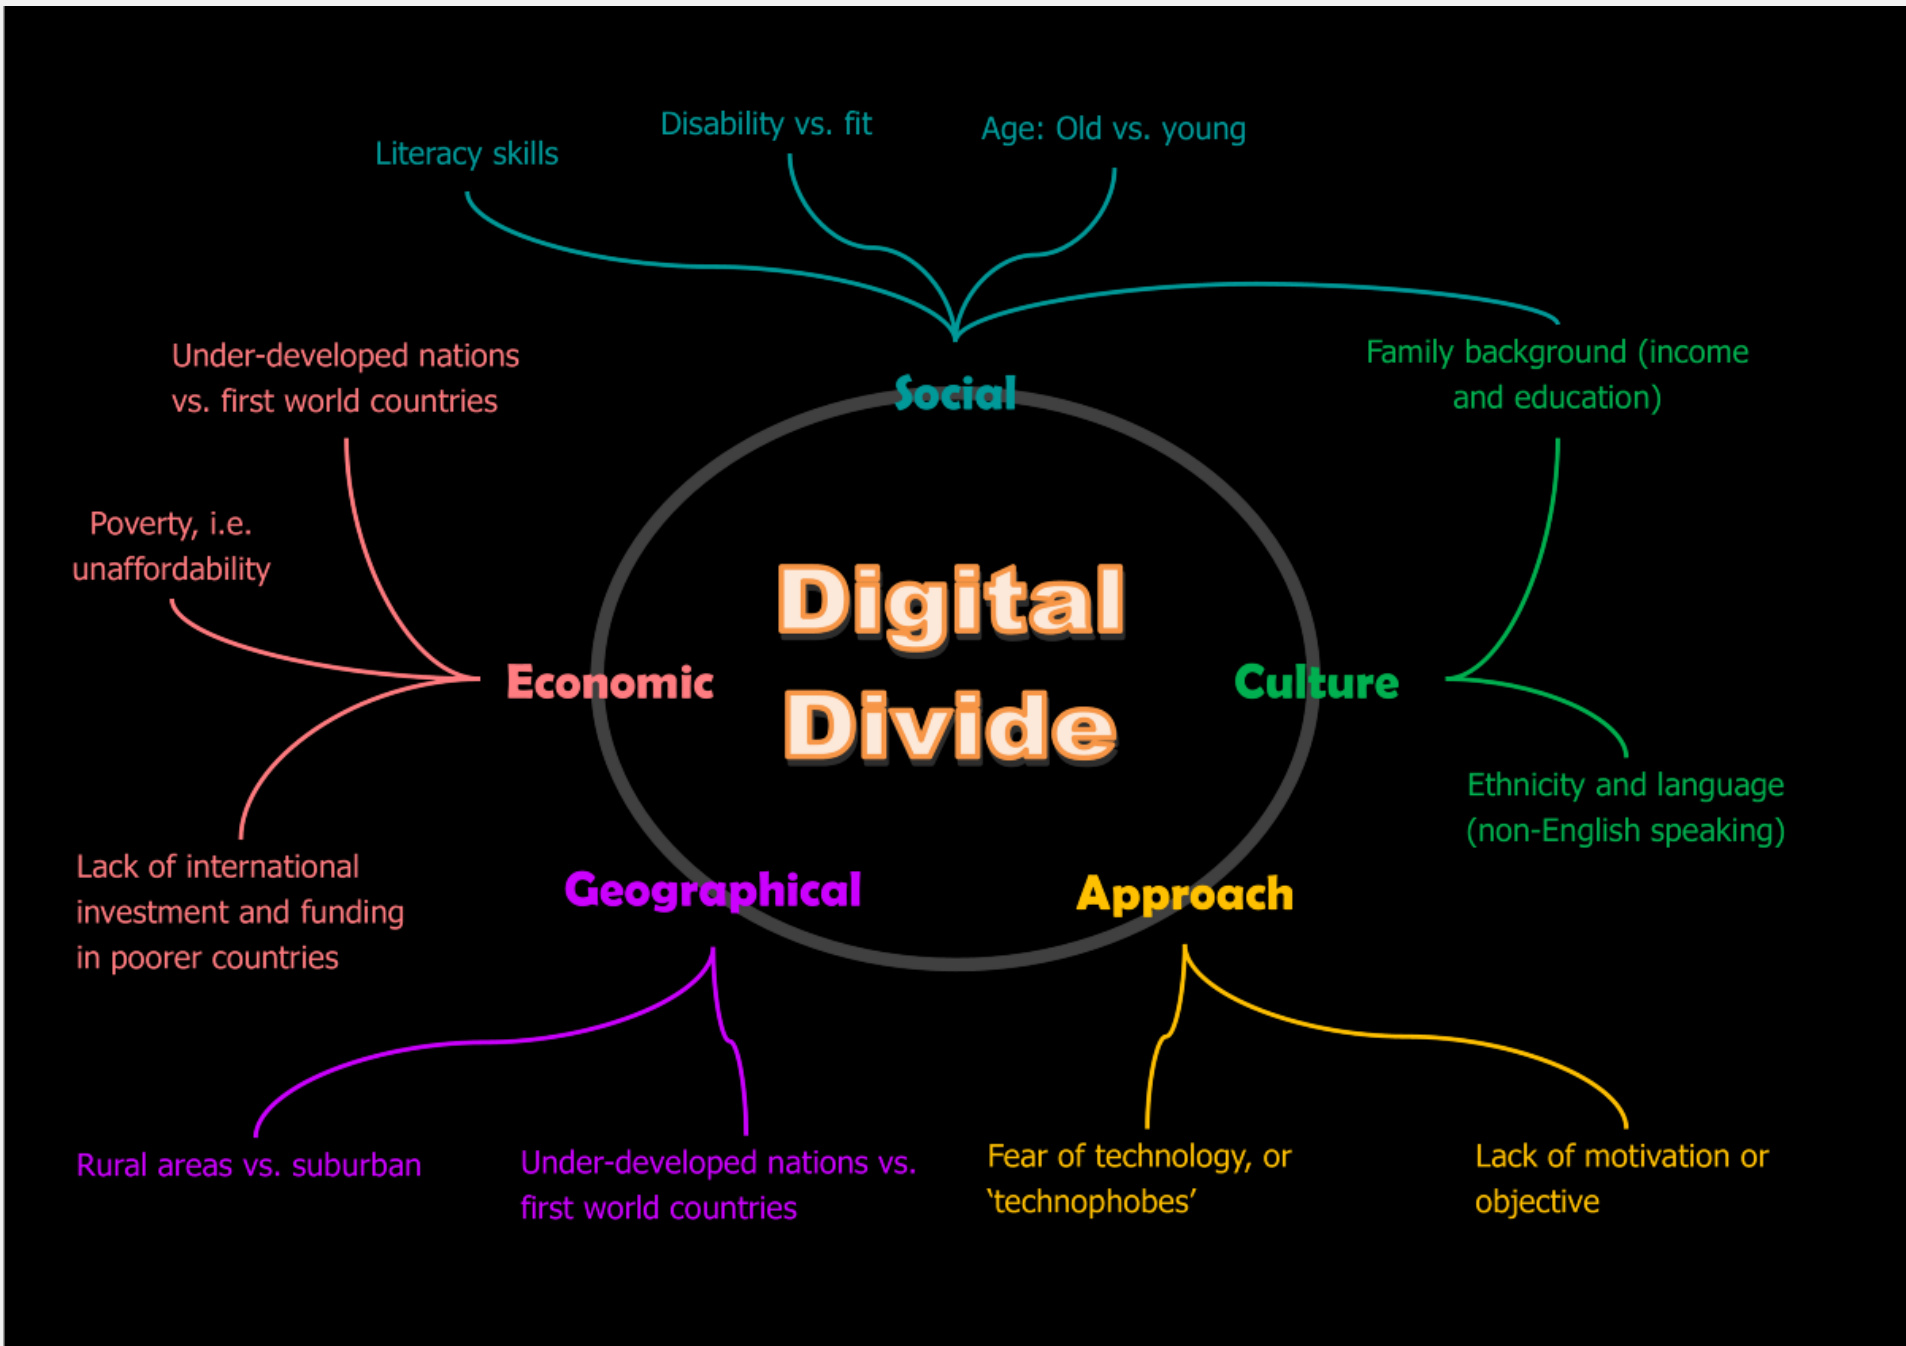 Disability vs. fit
Age: Old vs. young
Literacy skills
Under-developed nations
vs. first world countries
Family background (income
and education)
Social
Poverty, i.e.
unaffordability
Digital
Divide
Economic
Culture
Ethnicity and language
(non-English speaking)
Lack of international
investment and funding
in poorer countries
Geographical
Approach
Rural areas vs. suburban
Under-developed nations vs.
first world countries
Fear of technology, or
‘technophobes’
Lack of motivation or
objective